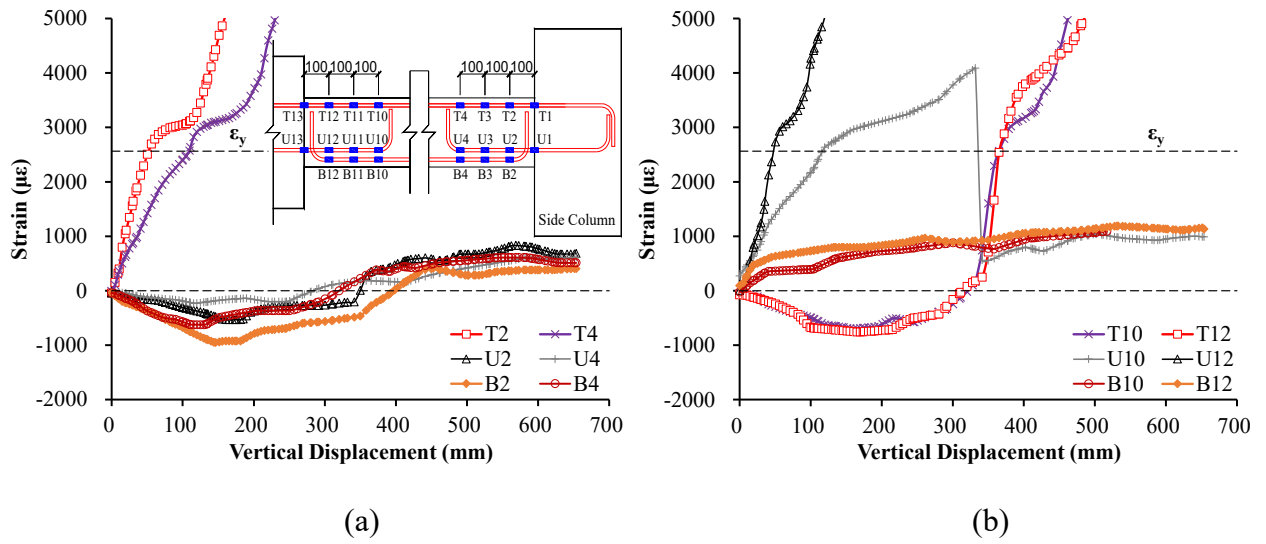 5000
4000
3000
2000
1000
0
-1000
-2000
Strain (με)
εy
100 100 100
100 100 100
T13 T12 T11 T10
T4 T3 T2 T1
U13 U12 U11 U10
U4 U3 U2 U1
B12 B11 B10
B4 B3 B2
Side Column
T2 T4
U2 U4
B2 B4
0 100 200 300 400 500 600 700
Vertical Displacement (mm)
(a)
5000
4000
3000
2000
1000
0
-1000
-2000
Strain (με)
εy
T10 T12
U10 U12
B10 B12
0 100 200 300 400 500 600 700
Vertical Displacement (mm)
(b)